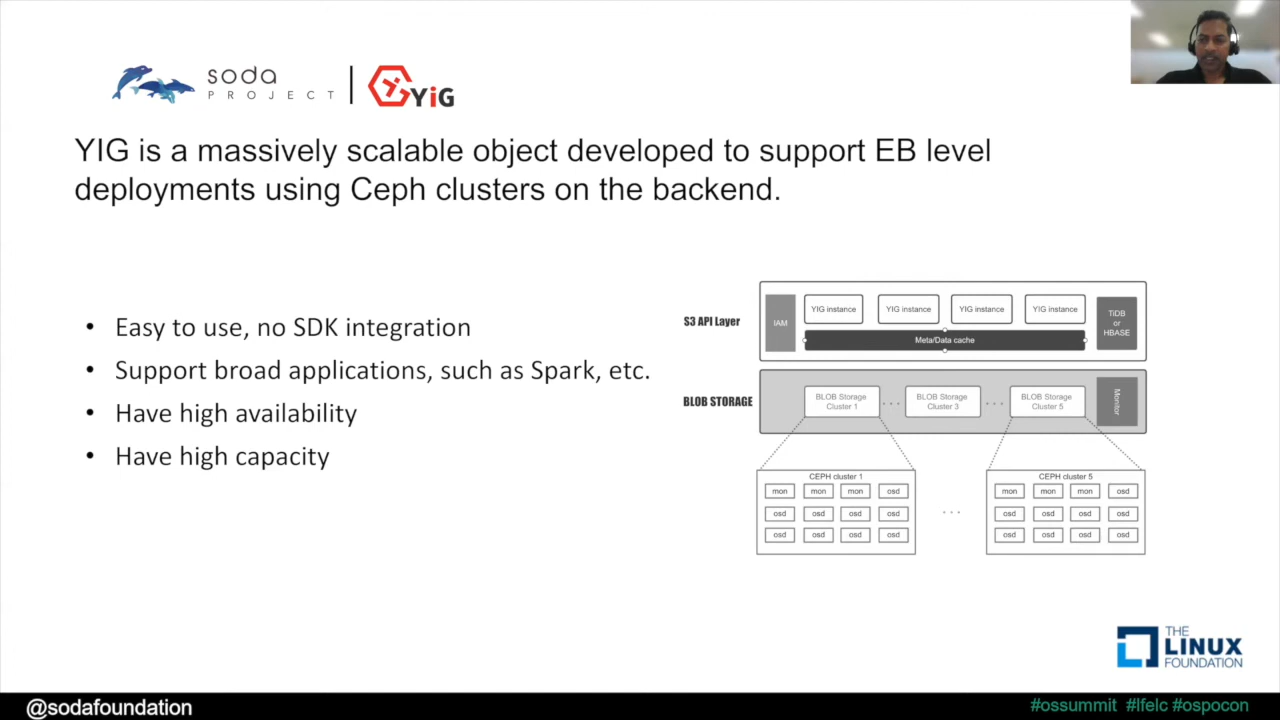 soda
PROJECT
YiG
YIG is a massively scalable object developed to support EB level
deployments using Ceph clusters on the backend.
• Easy to use, no SDK integration
• Support broad applications, such as Spark, etc.
• Have high availability
• Have high capacity
S3 API Layer
IAM
YIG instance
YIG instance
YIG instance
YIG instance
Meta/Data cache
TiDB
or
HBASE
BLOB STORAGE
BLOB Storage
Cluster 1
...
BLOB Storage
Cluster 3
...
BLOB Storage
Cluster 5
Monitor
CEPH cluster 1
mon mon mon osd
osd osd osd osd
osd osd osd osd
...
CEPH cluster 5
mon mon mon osd
osd osd osd osd
osd osd osd osd
THE
LINUX
FOUNDATION
@sodafoundation
#ossummit #lfelc #ospocon